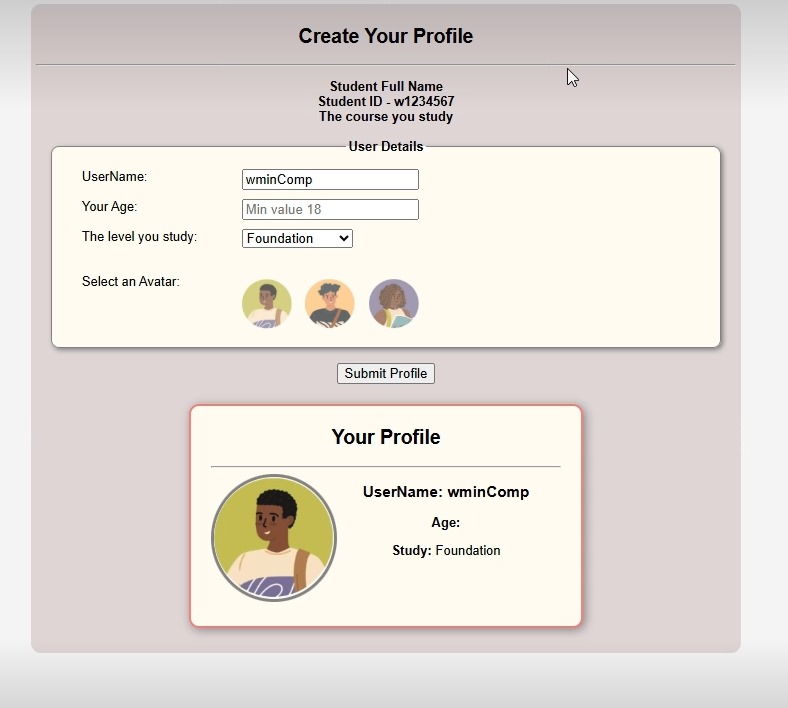 Create Your Profile
Student Full Name
Student ID - w1234567
The course you study
User Details
UserName: wminComp
Your Age: Min value 18
The level you study: Foundation
Select an Avatar:
Submit Profile
Your Profile
UserName: wminComp
Age:
Study: Foundation